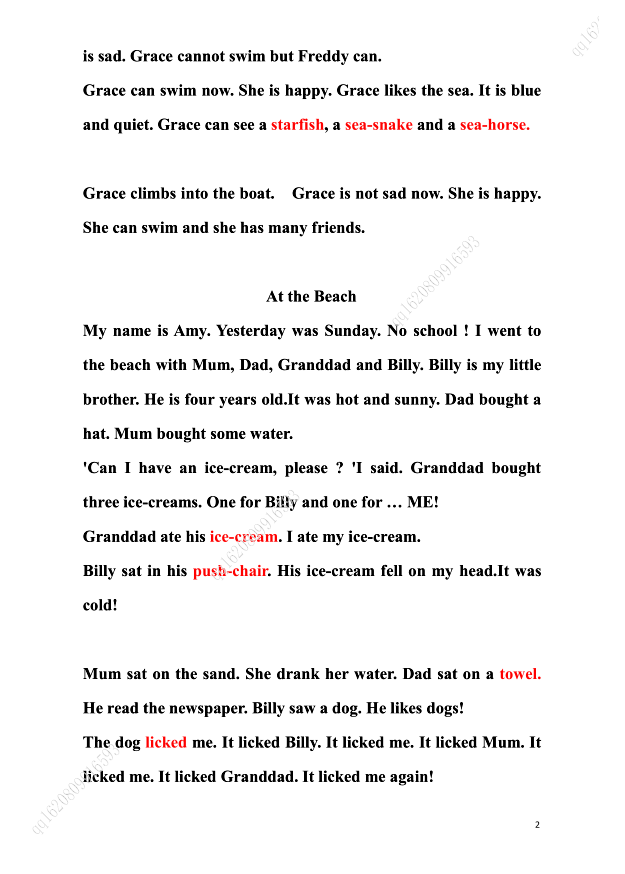 is sad. Grace cannot swim but Freddy can.
Grace can swim now. She is happy. Grace likes the sea. It is blue
and quiet. Grace can see a starfish, a sea-snake and a sea-horse.
Grace climbs into the boat. Grace is not sad now. She is happy.
She can swim and she has many friends.
At the Beach
My name is Amy. Yesterday was Sunday. No school ! I went to
the beach with Mum, Dad, Granddad and Billy. Billy is my little
brother. He is four years old.It was hot and sunny. Dad bought a
hat. Mum bought some water.
'Can I have an ice-cream, please ? 'I said. Granddad bought
three ice-creams. One for Billy and one for … ME!
Granddad ate his ice-cream. I ate my ice-cream.
Billy sat in his push-chair. His ice-cream fell on my head.It was
cold!
Mum sat on the sand. She drank her water. Dad sat on a towel.
He read the newspaper. Billy saw a dog. He likes dogs!
The dog licked me. It licked Billy. It licked me. It licked Mum. It
licked me. It licked Granddad. It licked me again!
2
qq1620809916593